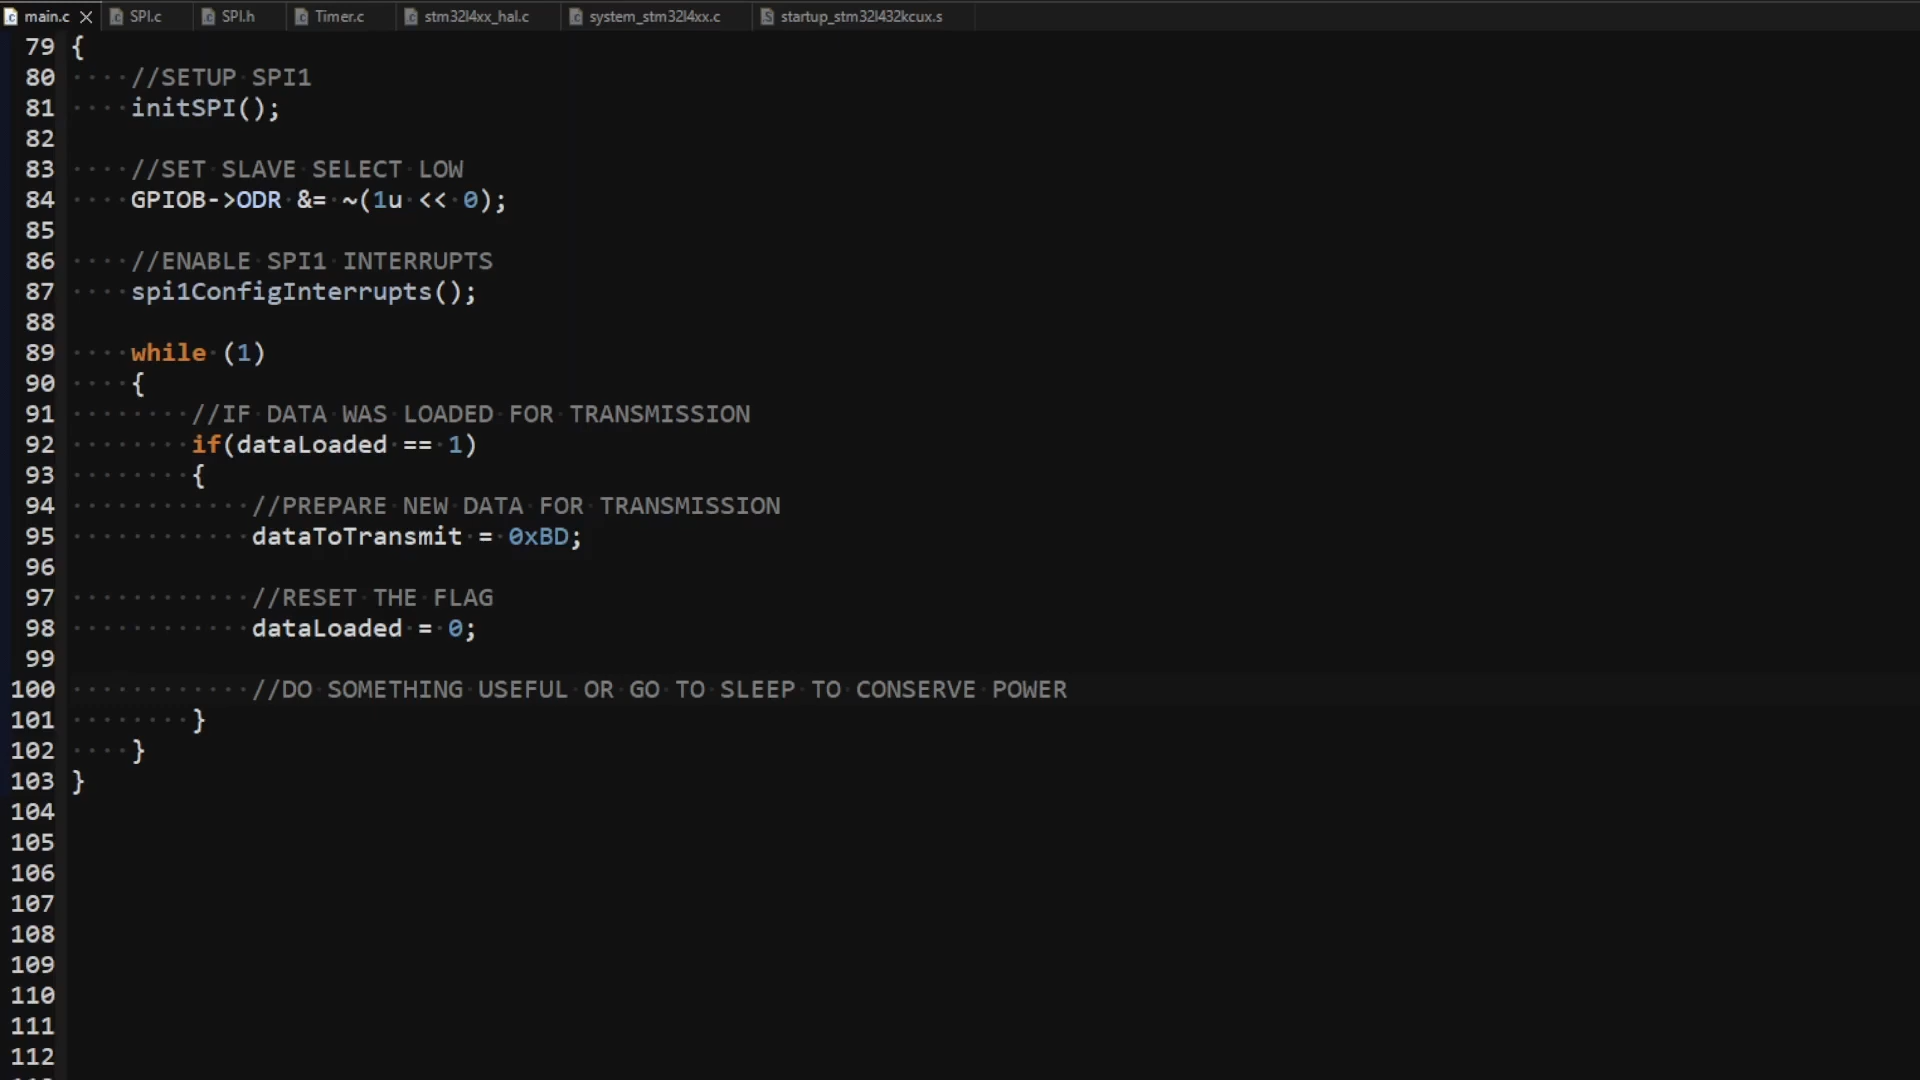 main.c SPI.c SPI.h Timer.c stm32l4xx_hal.c system_stm32l4xx.c startup_stm32l432kcux.s
79 {
80 //SETUP SPI1
81 initSPI();
82
83 //SET SLAVE SELECT LOW
84 GPIOB->ODR &= ~(1u << 0);
85
86 //ENABLE SPI1 INTERRUPTS
87 spi1ConfigInterrupts();
88
89 while (1)
90 {
91 //IF DATA WAS LOADED FOR TRANSMISSION
92 if(dataLoaded == 1)
93 {
94 //PREPARE NEW DATA FOR TRANSMISSION
95 dataToTransmit = 0xBD;
96
97 //RESET THE FLAG
98 dataLoaded = 0;
99
100 //DO SOMETHING USEFUL OR GO TO SLEEP TO CONSERVE POWER
101 }
102 }
103 }
104
105
106
107
108
109
110
111
112